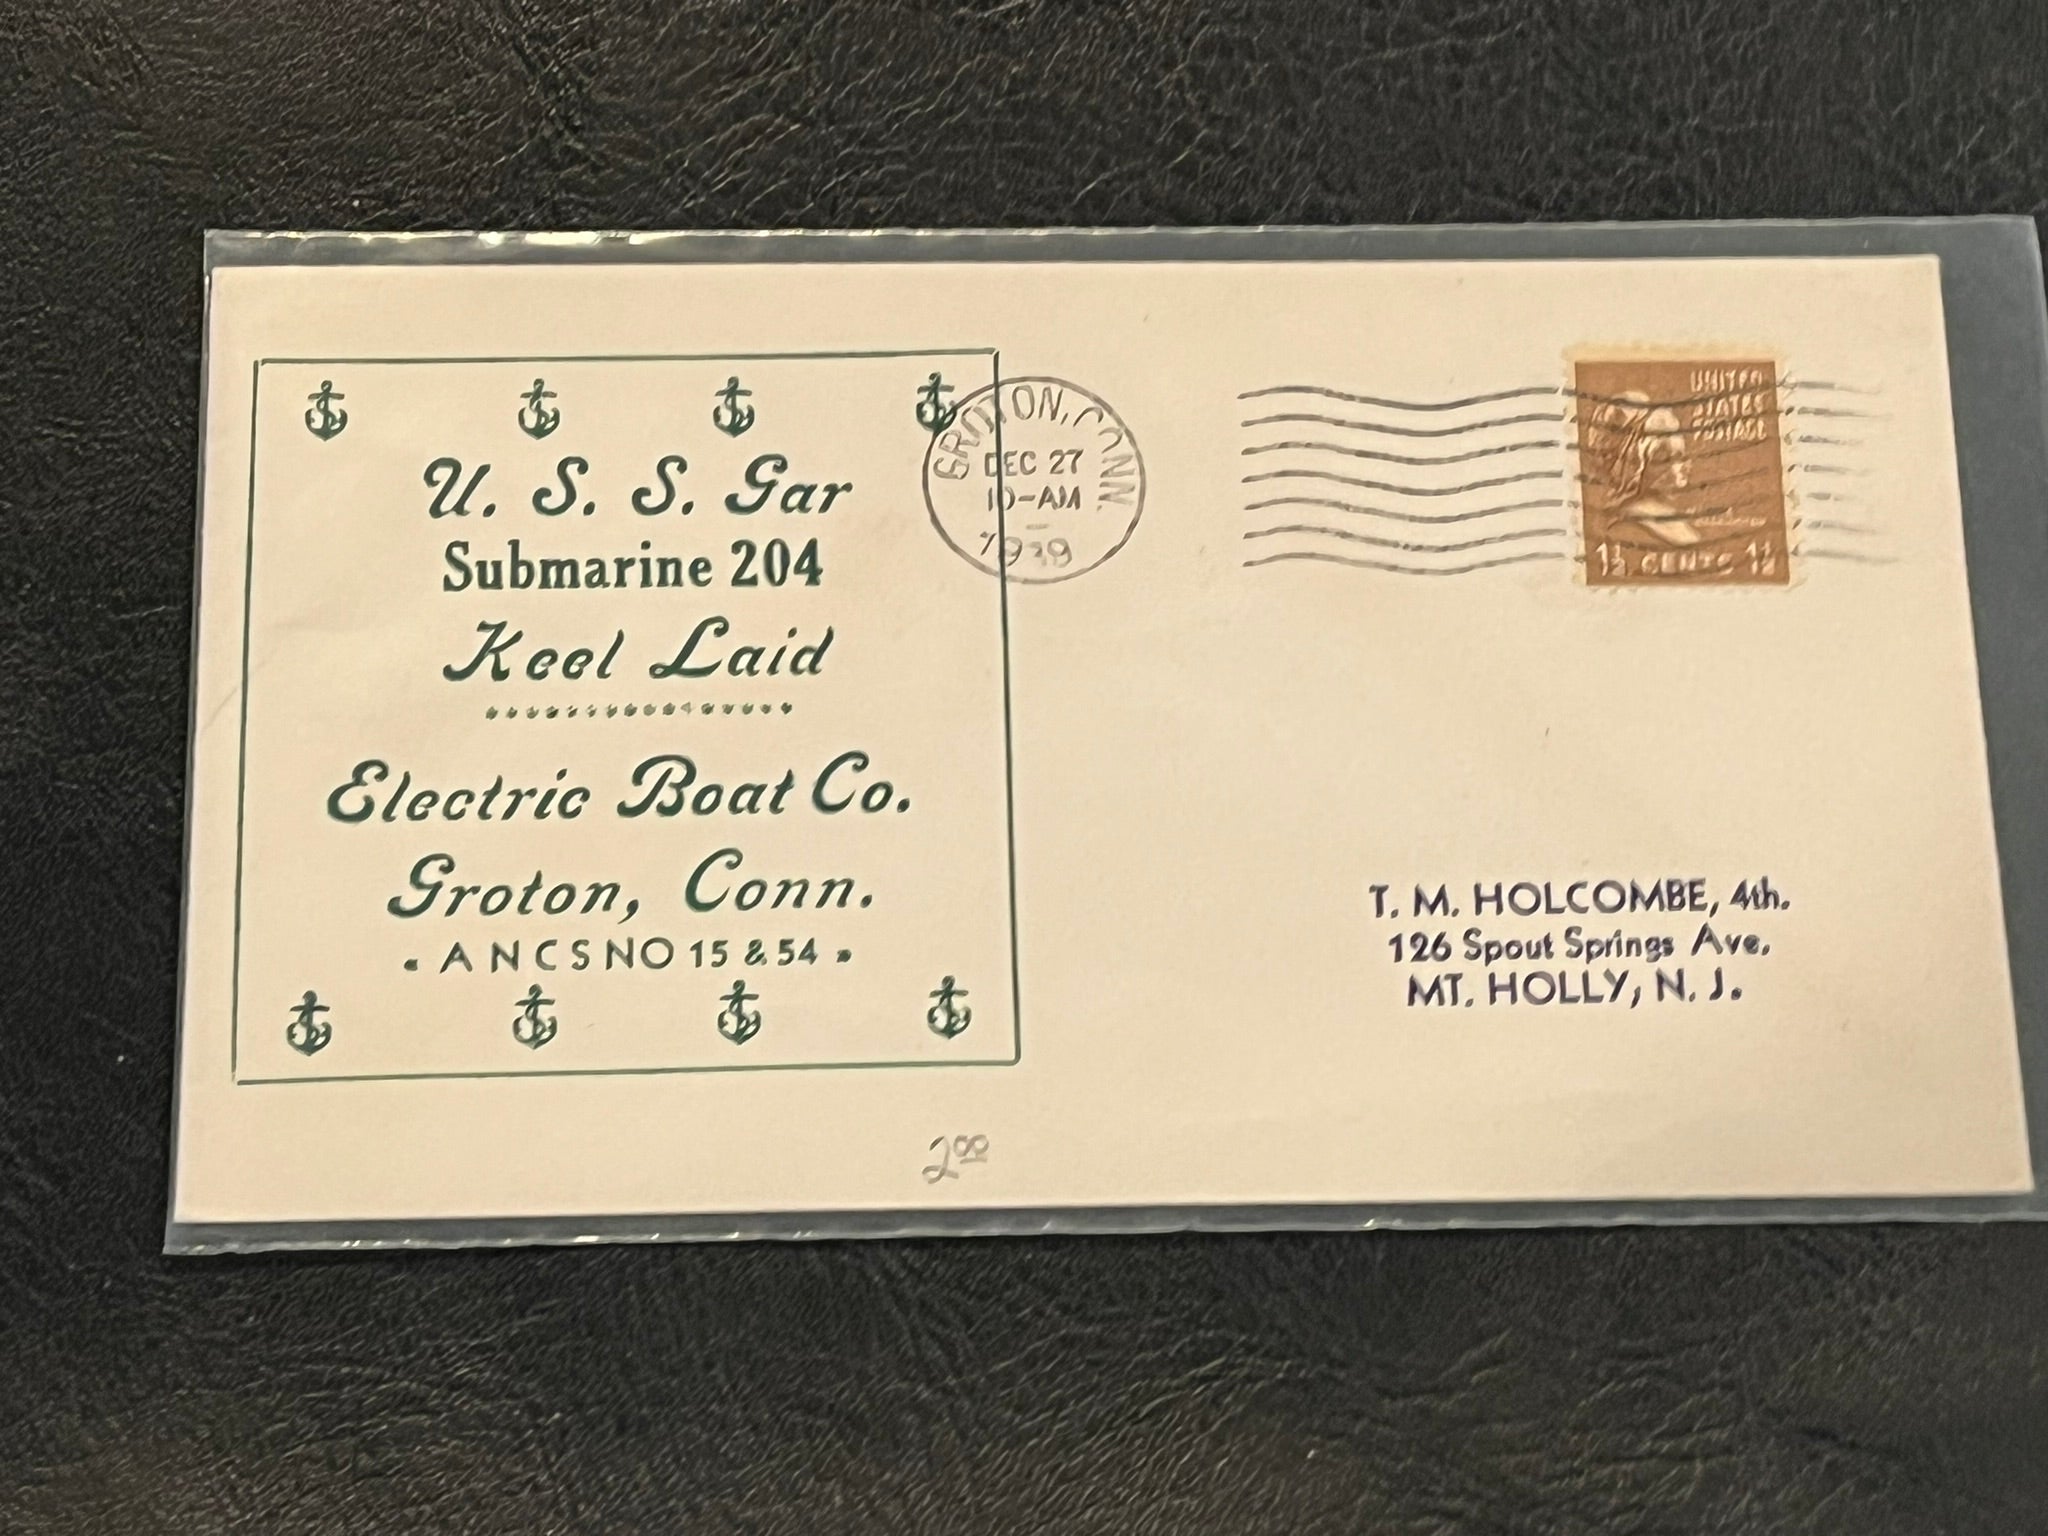 U. S. S. Gar
Submarine 204
Keel Laid
Electric Boat Co.
Groton, Conn.
• A N C S NO 15 & 54 •
GROTON, CONN.
DEC 27
10-AM
1939
UNITED
STATES
POSTAGE
1½ CENTS 1½
T. M. HOLCOMBE, 4th.
126 Spout Springs Ave.
MT. HOLLY, N. J.
2.00